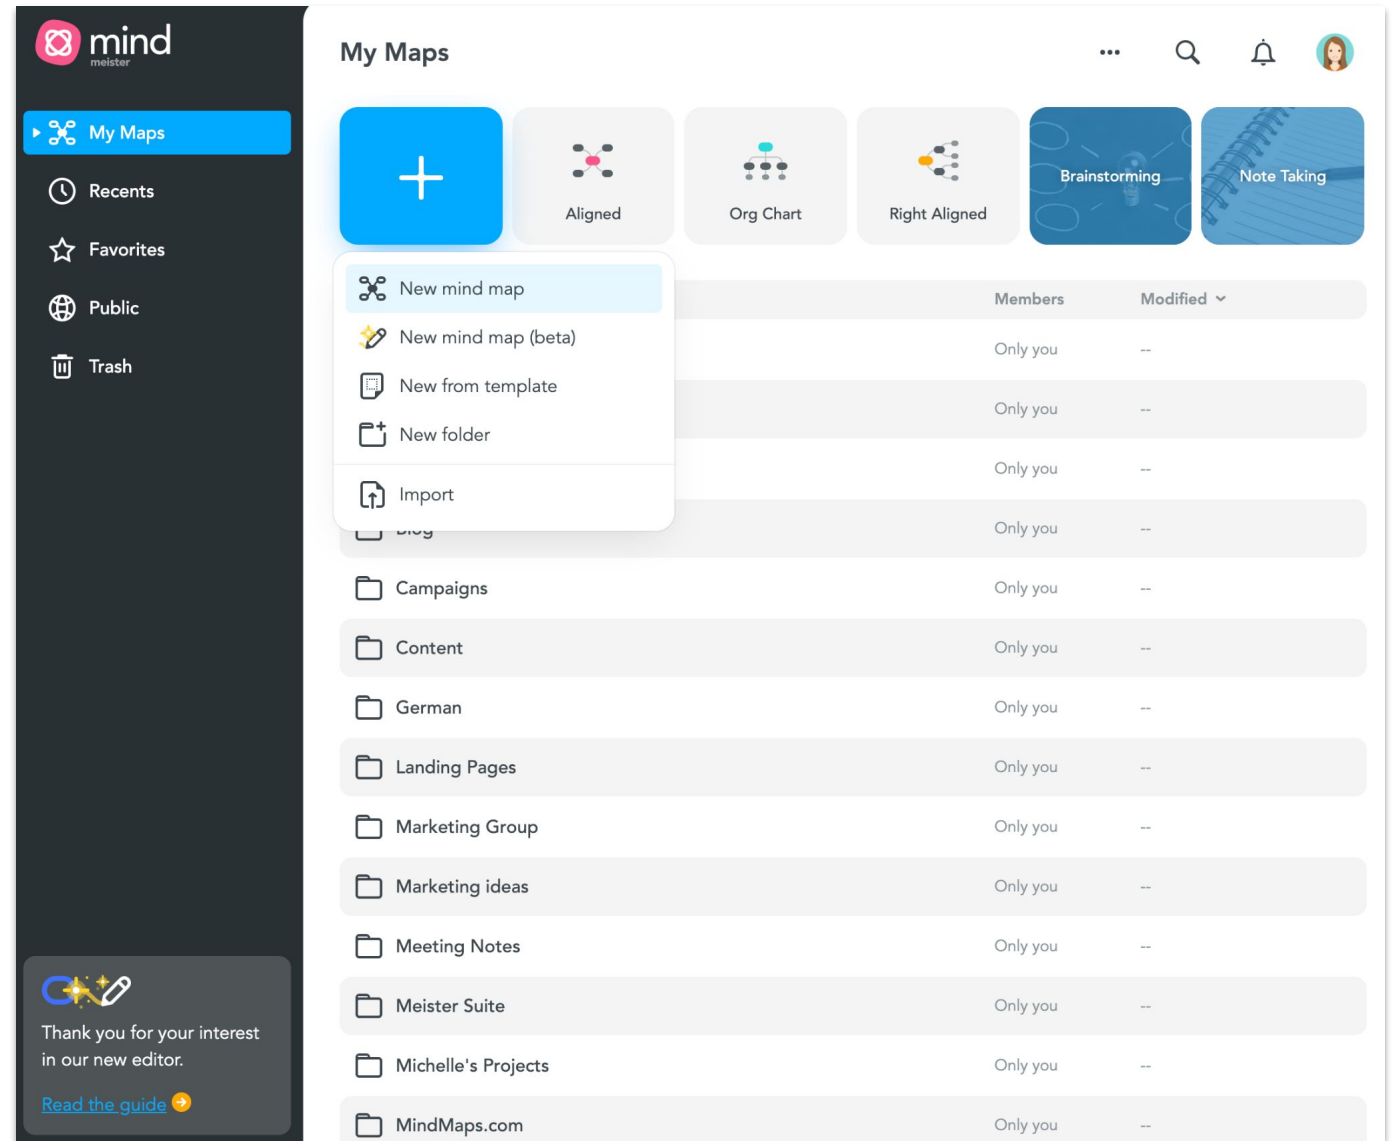 mind
meister
My Maps
Recents
Favorites
Public
Trash
Thank you for your interest
in our new editor.
Read the guide
My Maps
Aligned
Org Chart
Right Aligned
Brainstorming
Note Taking
New mind map
New mind map (beta)
New from template
New folder
Import
Members Modified
Only you --
Only you --
Only you --
Blog Only you --
Campaigns Only you --
Content Only you --
German Only you --
Landing Pages Only you --
Marketing Group Only you --
Marketing ideas Only you --
Meeting Notes Only you --
Meister Suite Only you --
Michelle's Projects Only you --
MindMaps.com Only you --